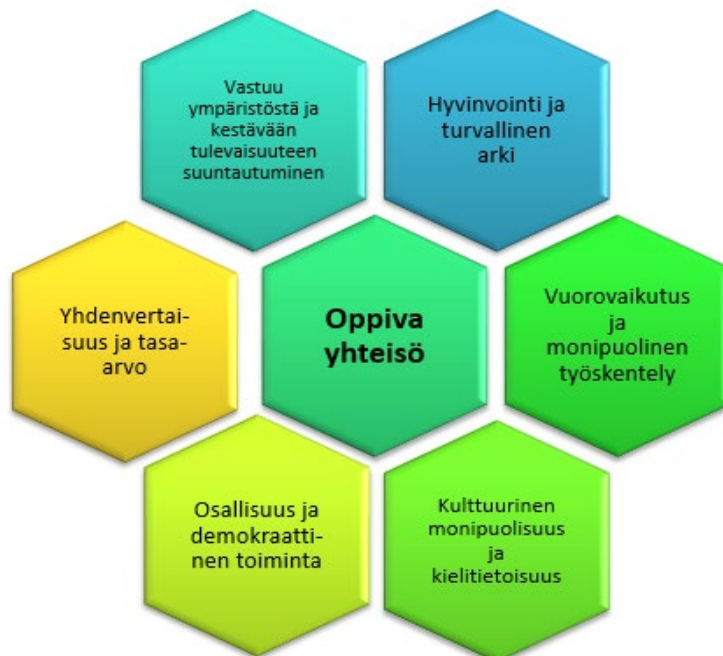 Vastuu
ympäristöstä ja
kestävään
tulevaisuuteen
suuntautuminen
Hyvinvointi ja
turvallinen
arki
Yhdenvertai-
suus ja tasa-
arvo
Oppiva
yhteisö
Vuorovaikutus
ja
monipuolinen
työskentely
Osallisuus ja
demokraatti-
nen toiminta
Kulttuurinen
monipuolisuus
ja
kielitietoisuus